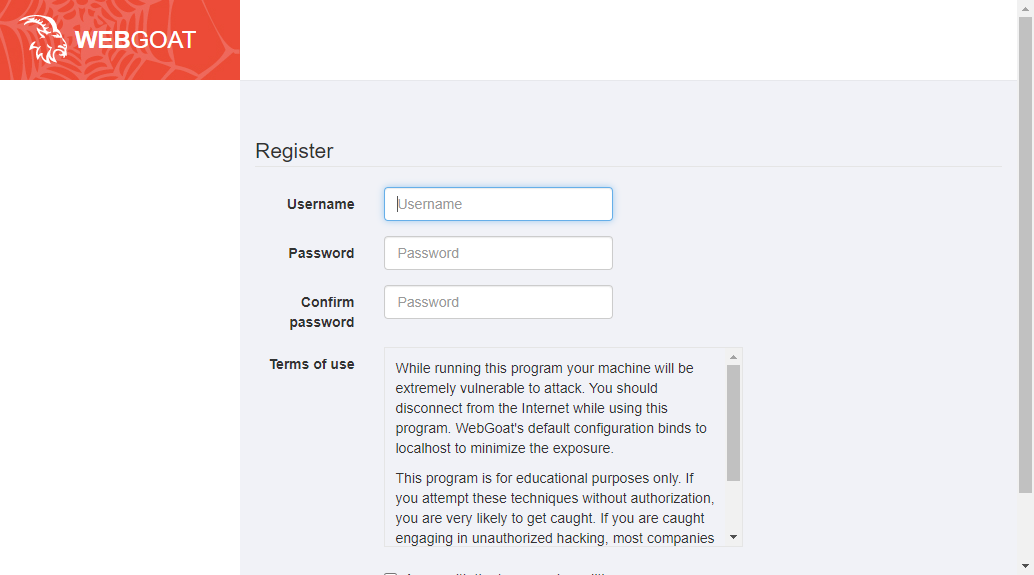 WEBGOAT
Register
Username
Username
Password
Password
Confirm
password
Password
Terms of use
While running this program your machine will be
extremely vulnerable to attack. You should
disconnect from the Internet while using this
program. WebGoat's default configuration binds to
localhost to minimize the exposure.
This program is for educational purposes only. If
you attempt these techniques without authorization,
you are very likely to get caught. If you are caught
engaging in unauthorized hacking, most companies